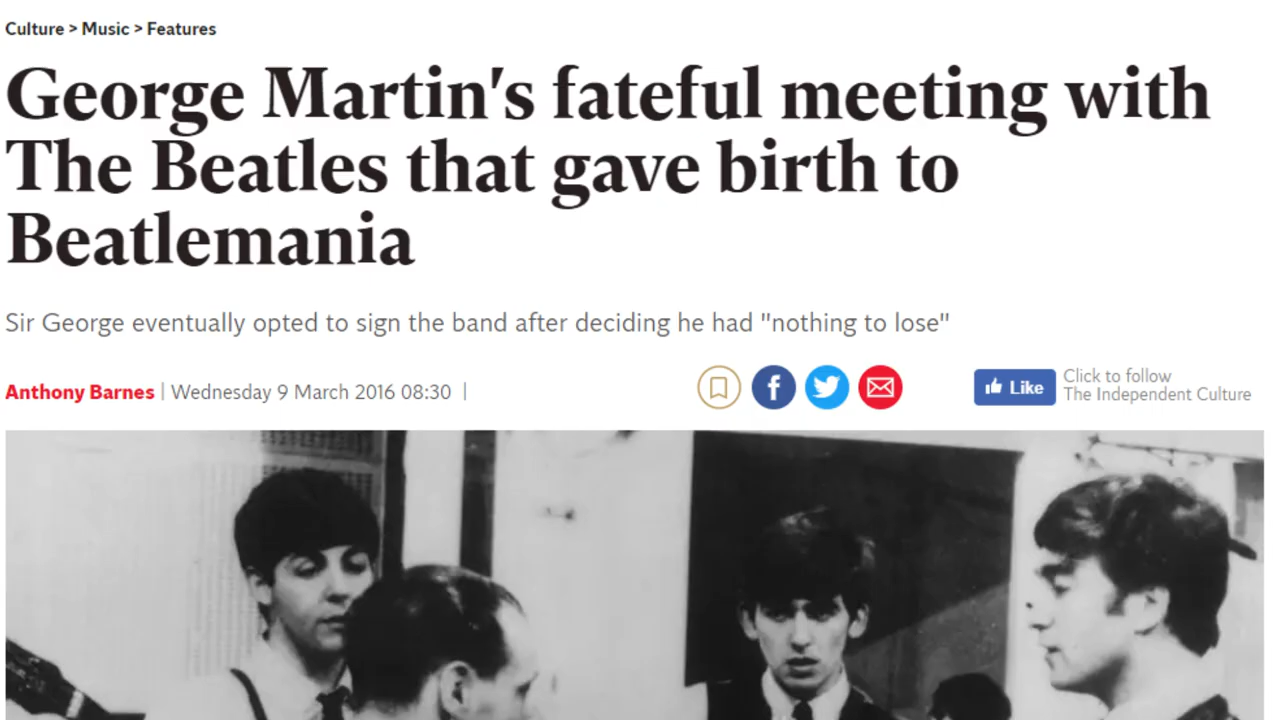 Culture > Music > Features
George Martin's fateful meeting with
The Beatles that gave birth to
Beatlemania
Sir George eventually opted to sign the band after deciding he had "nothing to lose"
Anthony Barnes | Wednesday 9 March 2016 08:30 |
f
Like
Click to follow
The Independent Culture